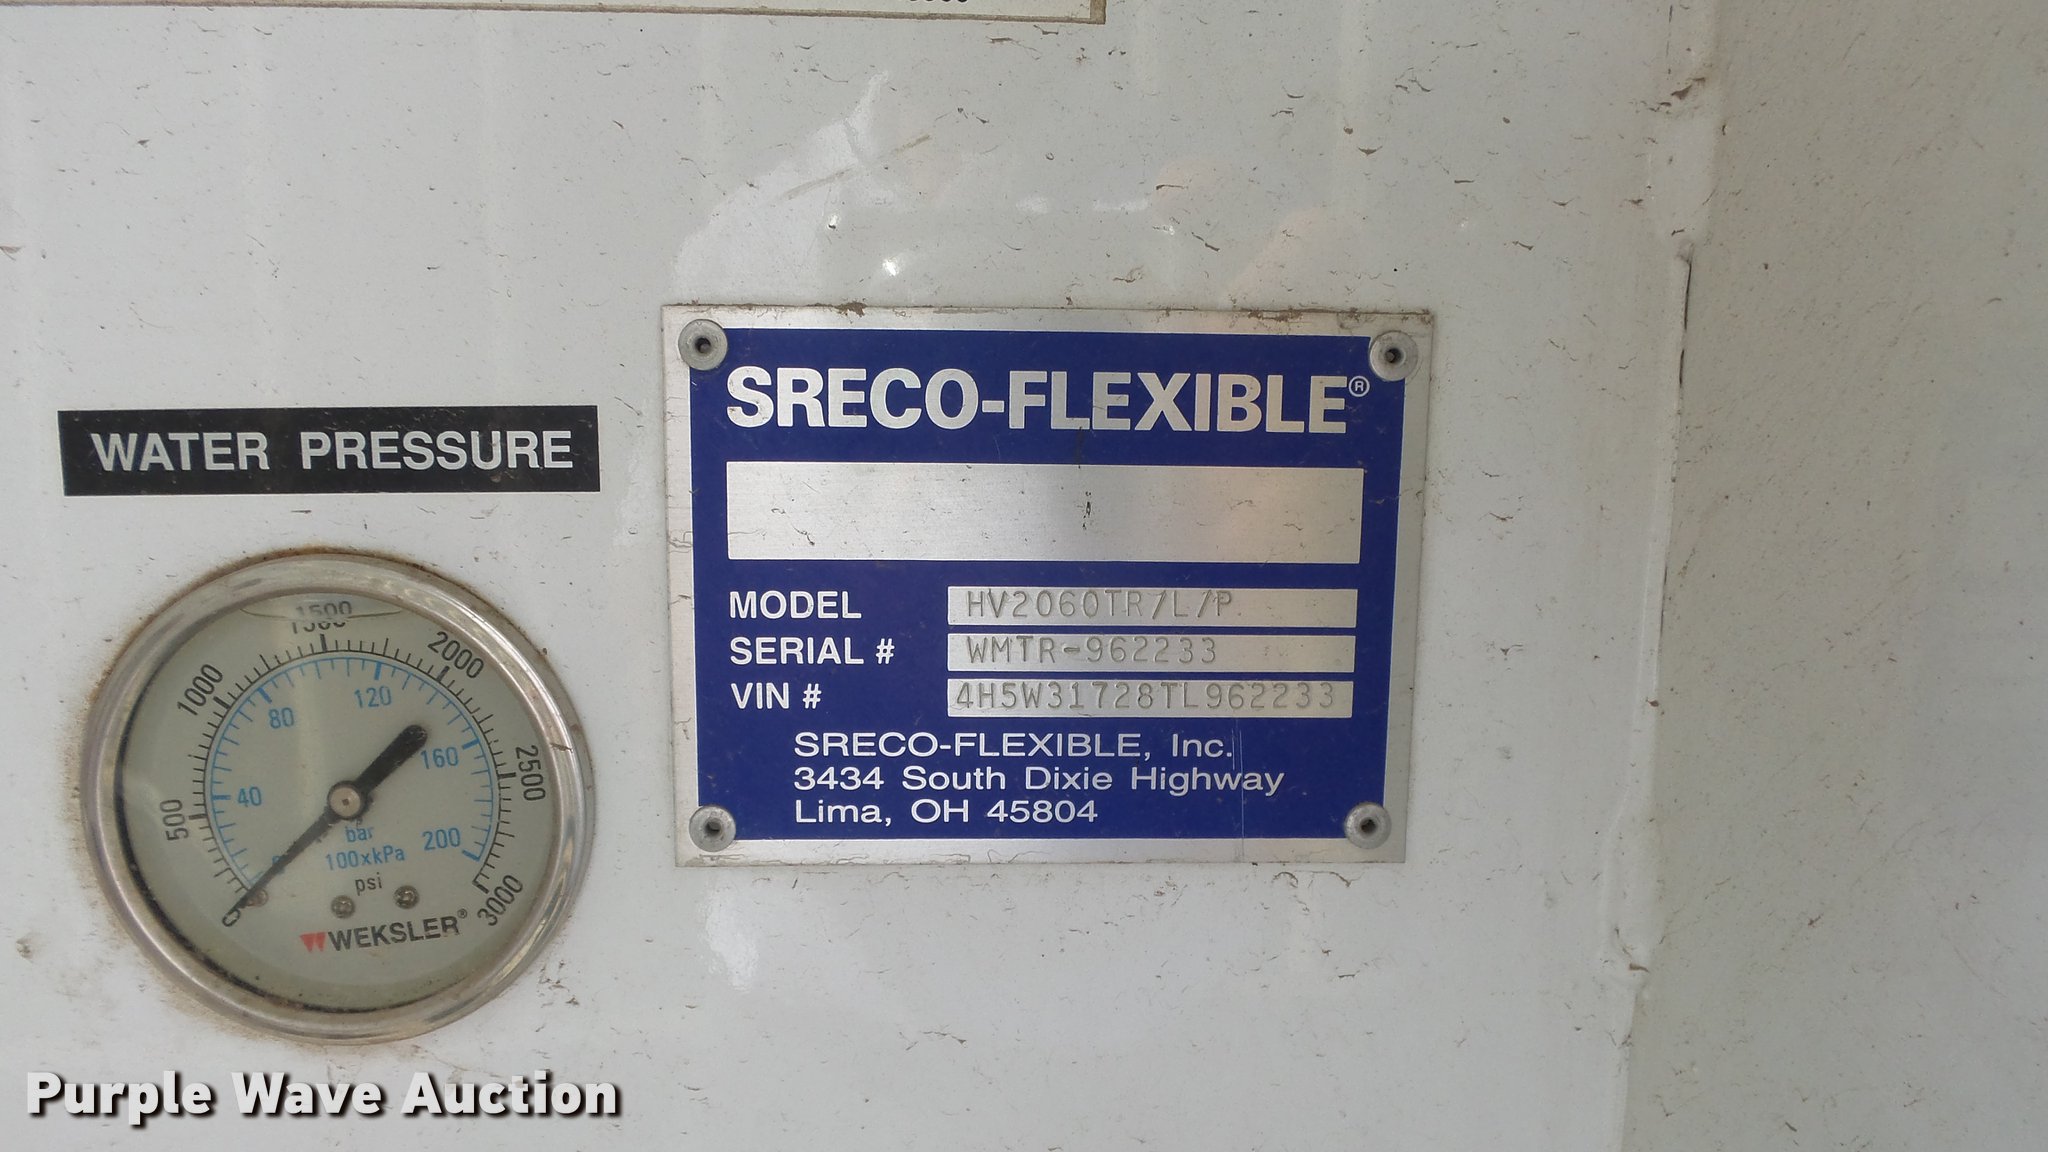 WATER PRESSURE
1500
1000
2000
500
2500
3000
0
40
80
120
160
200
bar
100xkPa
psi
WEKSLER®
SRECO-FLEXIBLE®
MODEL HV2060TR/L/P
SERIAL # WMTR-962233
VIN # 4H5W31728TL962233
SRECO-FLEXIBLE, Inc.
3434 South Dixie Highway
Lima, OH 45804
Purple Wave Auction